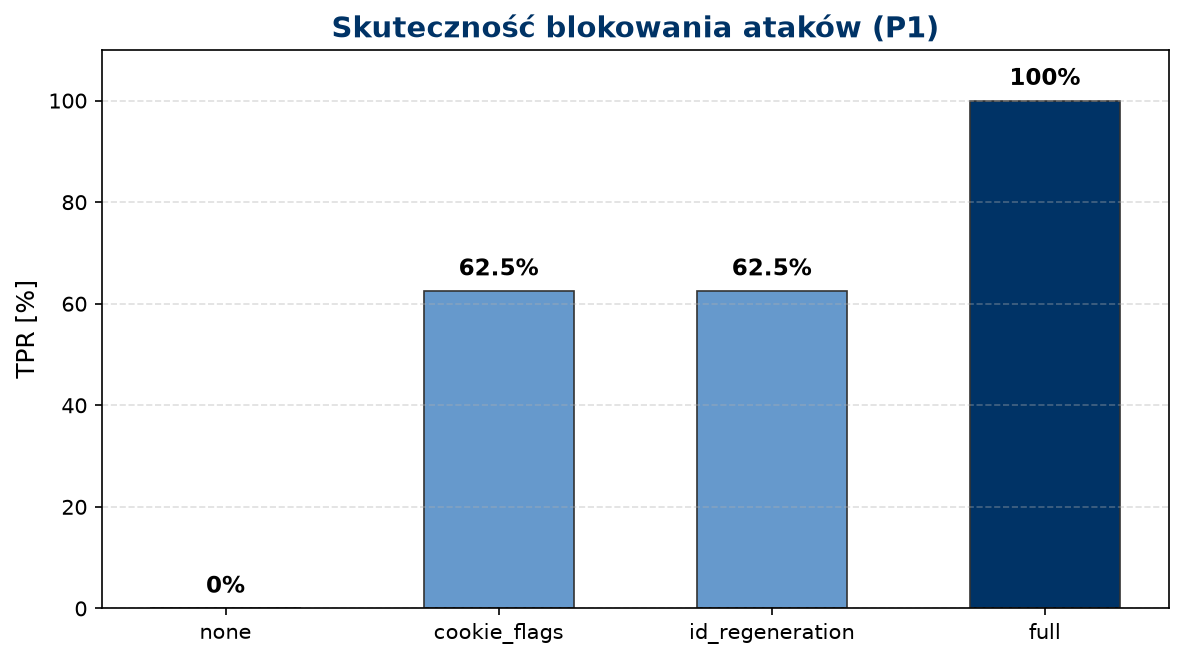 Skuteczność blokowania ataków (P1)
TPR [%]
100
80
60
40
20
0
0%
62.5%
62.5%
100%
none
cookie_flags
id_regeneration
full